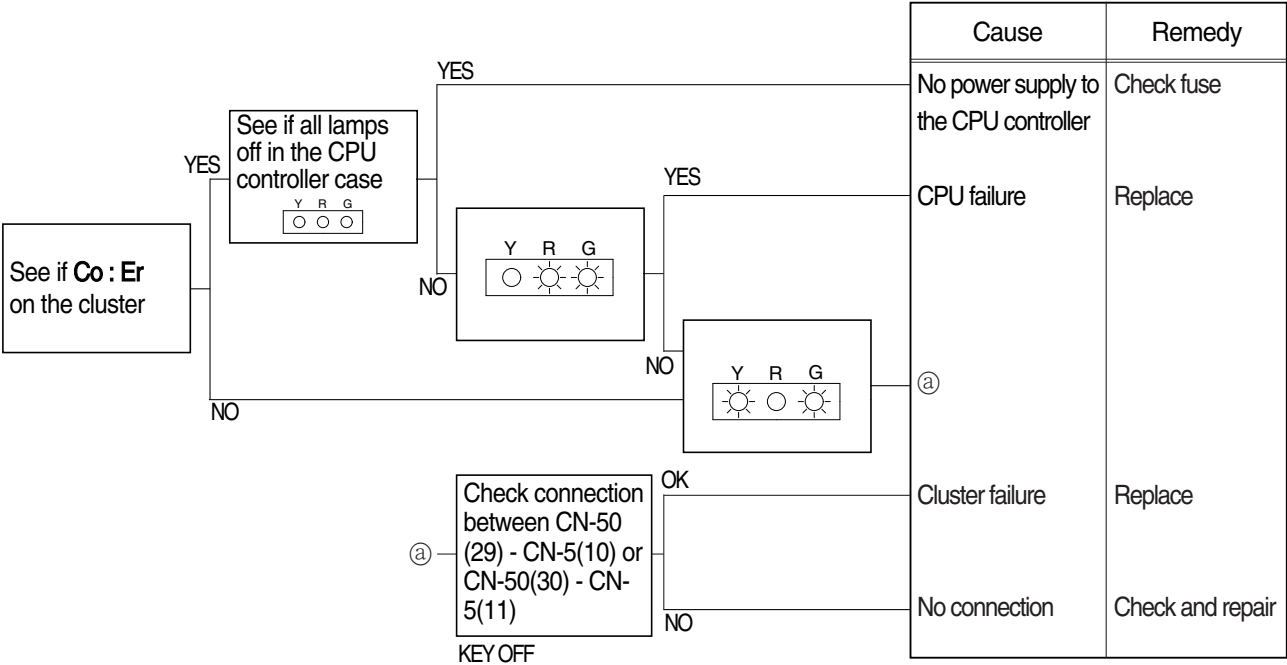 Cause
Remedy
YES
No power supply to
the CPU controller
Check fuse
See if all lamps
off in the CPU
controller case
Y R G
YES
YES
CPU failure
Replace
Y R G
NO
See if Co : Er
on the cluster
NO
Y R G
ⓐ
NO
Check connection
between CN-50
(29) - CN-5(10) or
CN-50(30) - CN-
5(11)
ⓐ
OK
Cluster failure
Replace
NO
No connection
Check and repair
KEY OFF